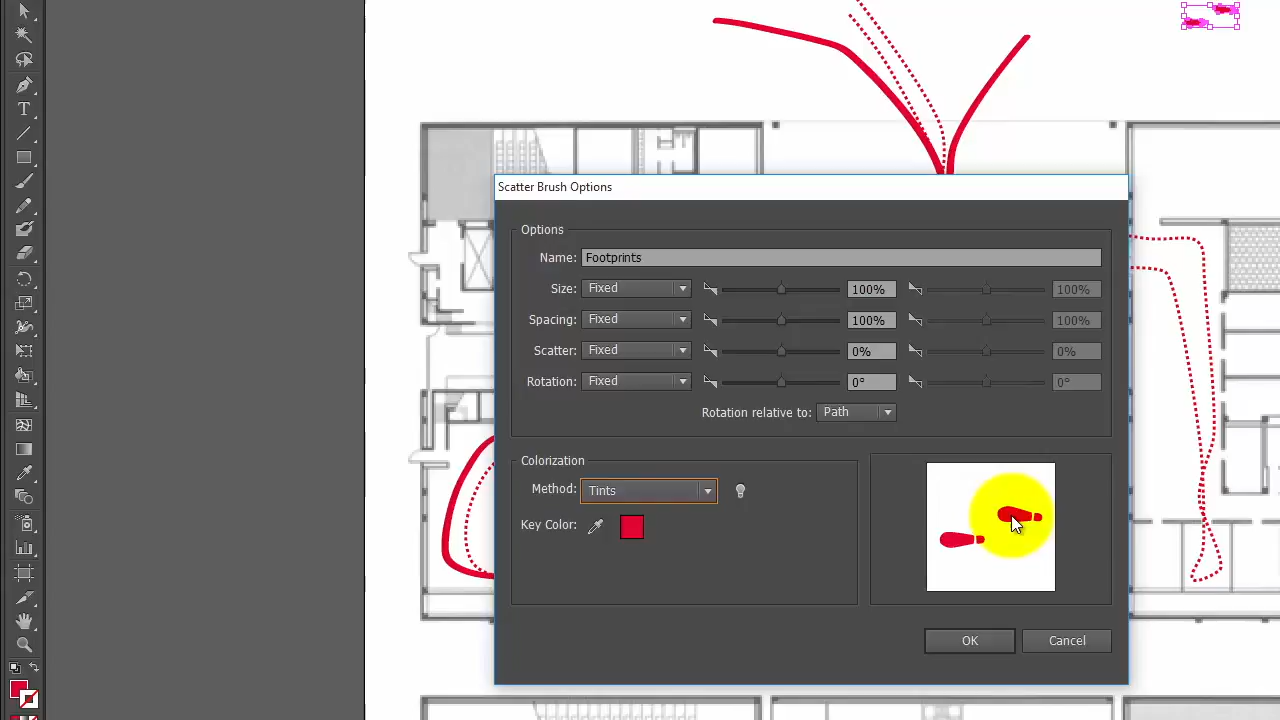 Scatter Brush Options
Options
Name: Footprints
Size: Fixed 100% 100%
Spacing: Fixed 100% 100%
Scatter: Fixed 0% 0%
Rotation: Fixed 0° 0°
Rotation relative to: Path
Colorization
Method: Tints
Key Color:
OK Cancel